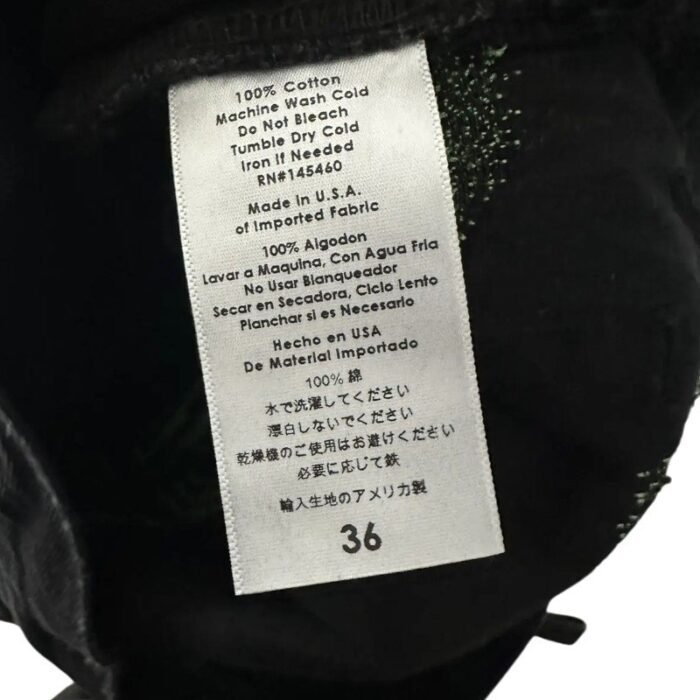 100% Cotton
Machine Wash Cold
Do Not Bleach
Tumble Dry Cold
Iron if Needed
RN#145460
Made in U.S.A.
of Imported Fabric
100% Algodon
Lavar a Maquina, Con Agua Fria
No Usar Blanqueador
Secar en Secadora, Ciclo Lento
Planchar si es Necesario
Hecho en USA
De Material Importado
100% 綿
水で洗濯してください
漂白しないでください
乾燥機のご使用はお避けください
必要に応じて鉄
輸入生地のアメリカ製
36